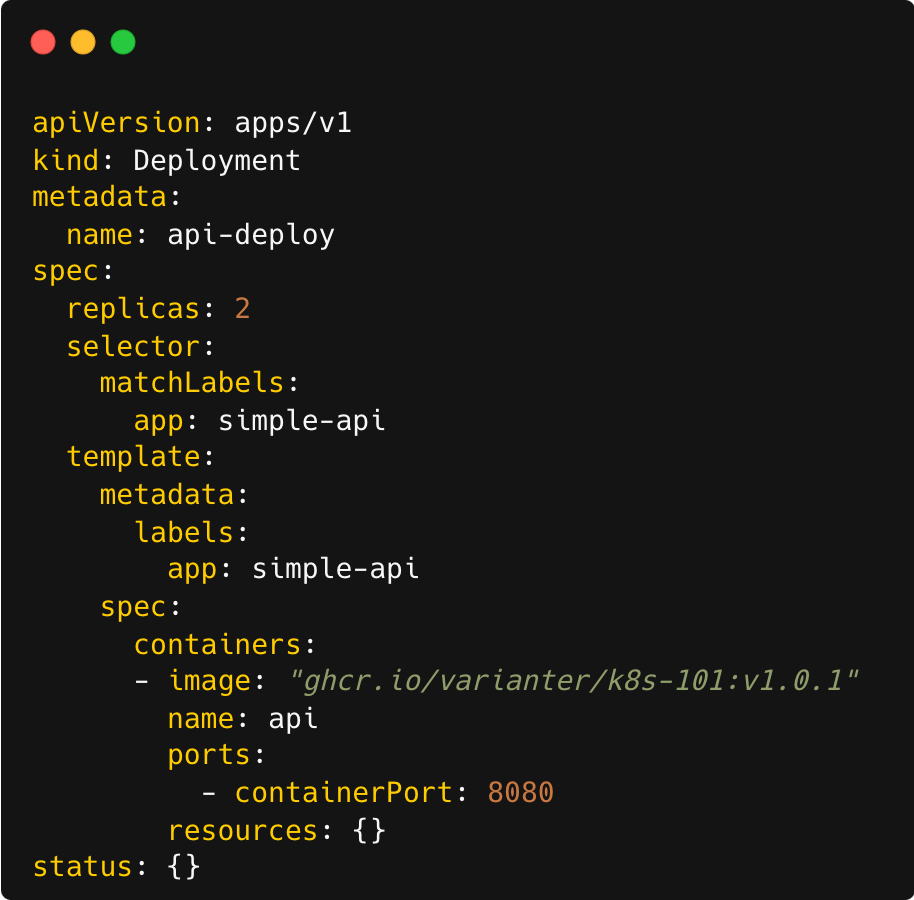 apiVersion: apps/v1
kind: Deployment
metadata:
  name: api-deploy
spec:
  replicas: 2
  selector:
    matchLabels:
      app: simple-api
  template:
    metadata:
      labels:
        app: simple-api
    spec:
      containers:
      - image: "ghcr.io/varianter/k8s-101:v1.0.1"
        name: api
        ports:
          - containerPort: 8080
        resources: {}
status: {}